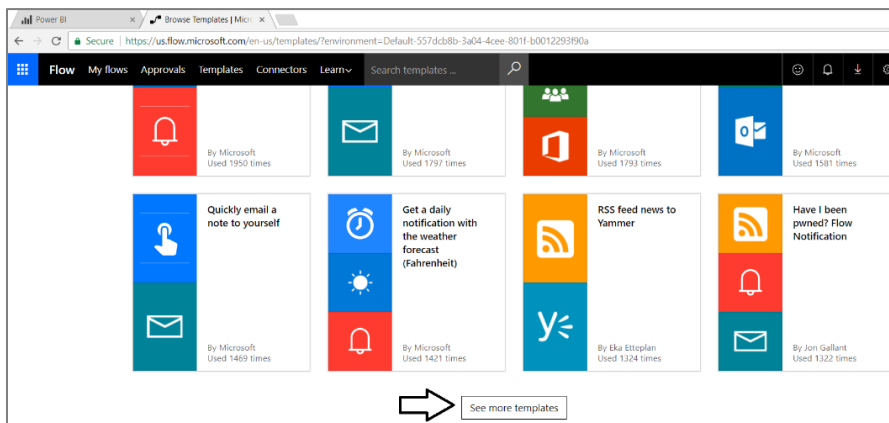 Power BI
Browse Templates | Micr
Secure | https://us.flow.microsoft.com/en-us/templates/?environment=Default-557dcb8b-3a04-4cee-801f-b0012293f90a
Flow My flows Approvals Templates Connectors Learn Search templates ...
By Microsoft
Used 1950 times
By Microsoft
Used 1797 times
By Microsoft
Used 1793 times
By Microsoft
Used 1581 times
Quickly email a
note to yourself
By Microsoft
Used 1469 times
Get a daily
notification with
the weather
forecast
(Fahrenheit)
By Microsoft
Used 1421 times
RSS feed news to
Yammer
By Eka Etteplan
Used 1324 times
Have I been
pwned? Flow
Notification
By Jon Gallant
Used 1322 times
See more templates